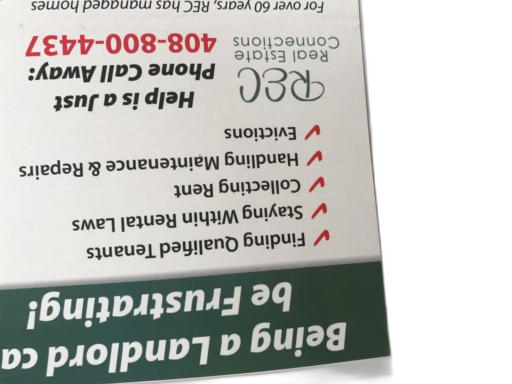 Being a Landlord ca
be Frustrating!
✓ Finding Qualified Tenants
✓ Staying Within Rental Laws
✓ Collecting Rent
✓ Handling Maintenance & Repairs
✓ Evictions
REC
Real Estate
Connections
Help is a Just
Phone Call Away:
408-800-4437
For over 60 years, REC has managed homes